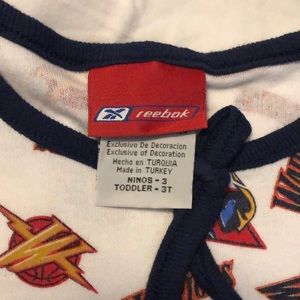 Reebok
Exclusivo De Decoracion
Exclusive of Decoration
Hecho en TURQUIA
Made in TURKEY
NINOS - 3
TODDLER - 3T